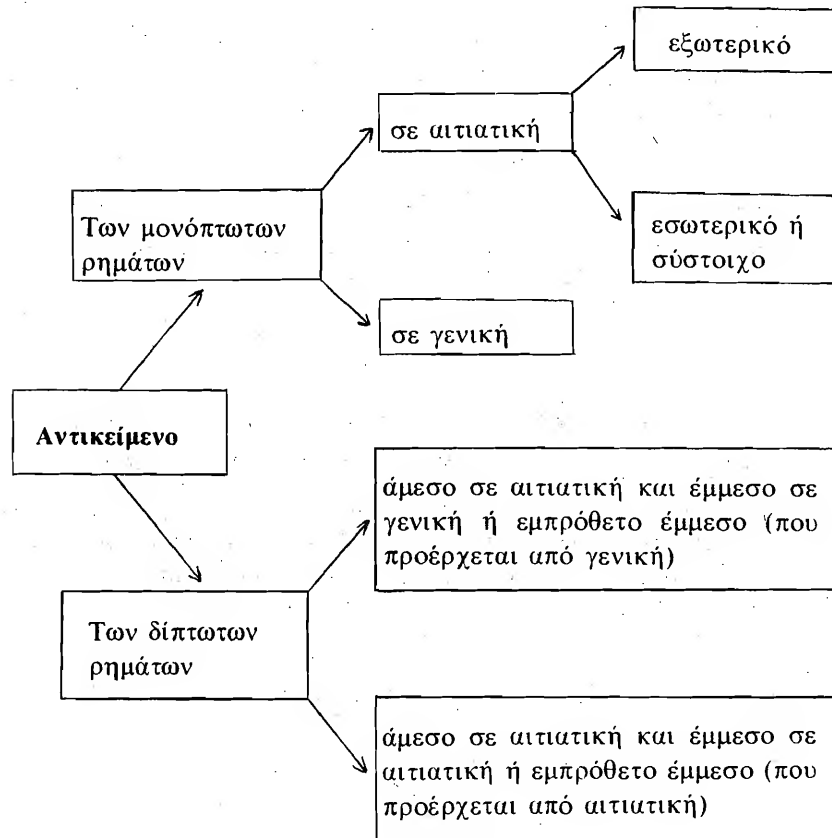 εξωτερικό
σε αιτιατική
Των μονόπτωτων
ρημάτων
εσωτερικό ή
σύστοιχο
σε γενική
Αντικείμενο
άμεσο σε αιτιατική και έμμεσο σε
γενική ή εμπρόθετο έμμεσο (που
προέρχεται από γενική)
Των δίπτωτων
ρημάτων
άμεσο σε αιτιατική και έμμεσο σε
αιτιατική ή εμπρόθετο έμμεσο (που
προέρχεται από αιτιατική)